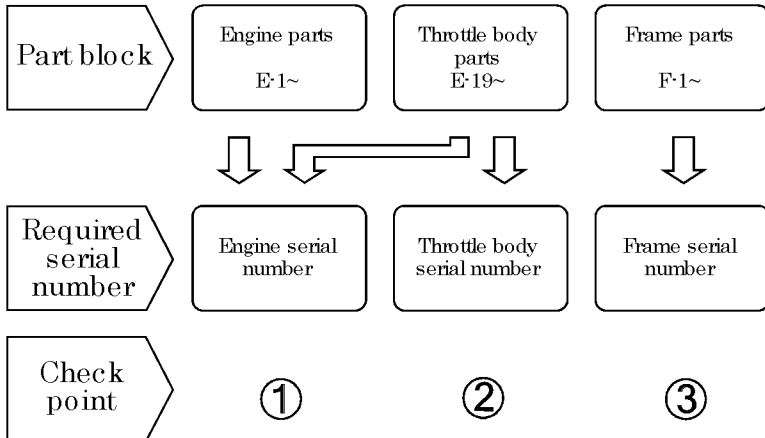 Part block
Engine parts
E-1~
Throttle body
parts
E-19~
Frame parts
F-1~
Required
serial
number
Engine serial
number
Throttle body
serial number
Frame serial
number
Check
point
①
②
③